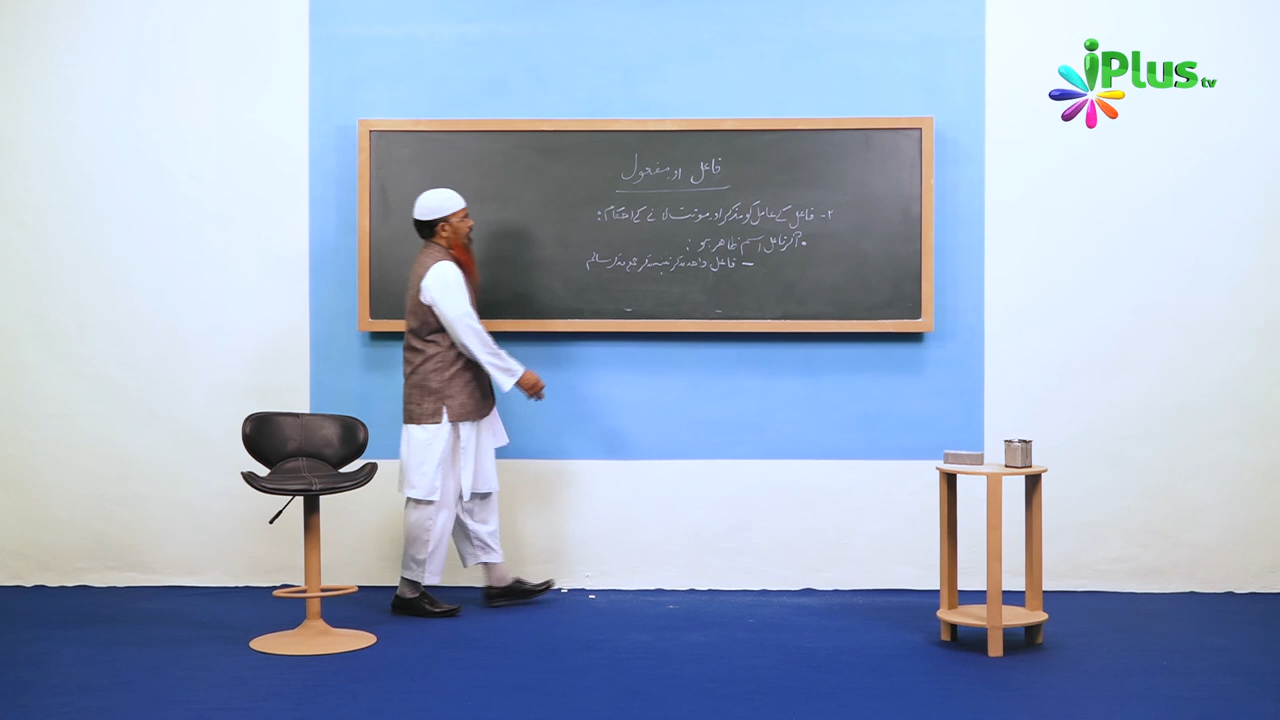 iPlus tv
فاعل اور مفعول
۲- فاعل کے عامل کو مذکر اور مونث لانے کے احکام :
• اگر فاعل اسم ظاہر ہو :
— فاعل واحد مذکر تثنیہ مذکر جمع مذکر سالم